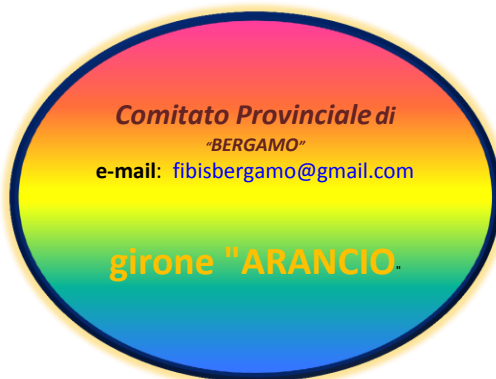 Comitato Provinciale di
"BERGAMO"
e-mail: fibisbergamo@gmail.com
girone "ARANCIO"